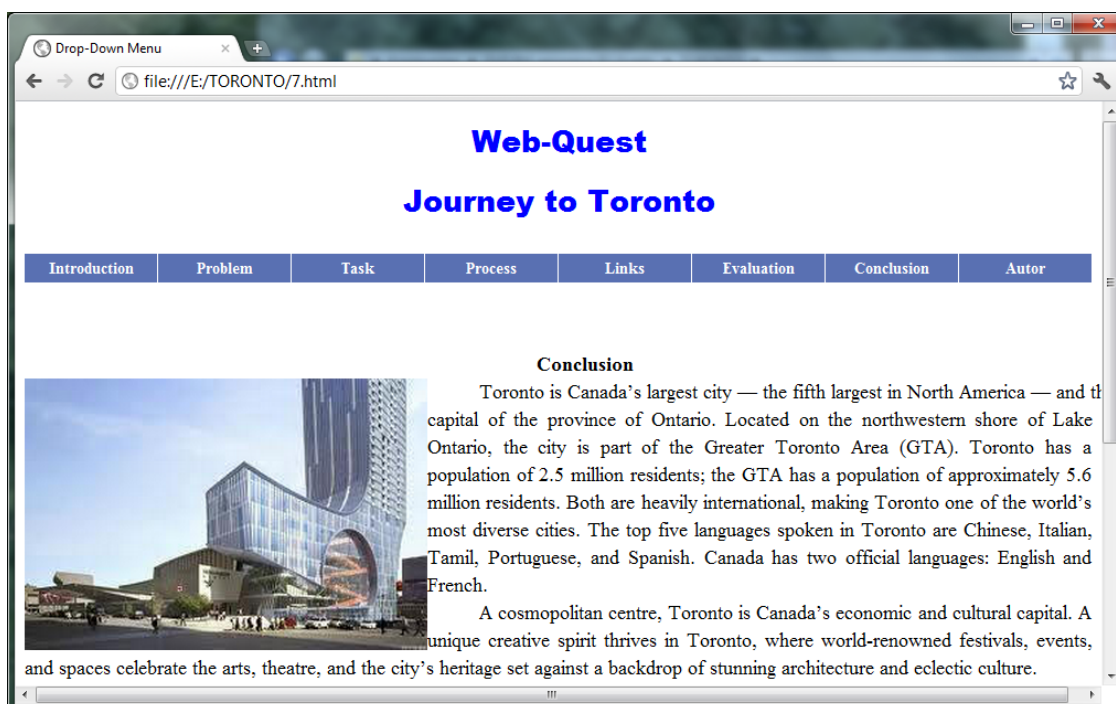 Drop-Down Menu
file:///E:/TORONTO/7.html
Web-Quest
Journey to Toronto
Introduction Problem Task Process Links Evaluation Conclusion Autor
Conclusion
Toronto is Canada’s largest city — the fifth largest in North America — and th
capital of the province of Ontario. Located on the northwestern shore of Lake
Ontario, the city is part of the Greater Toronto Area (GTA). Toronto has a
population of 2.5 million residents; the GTA has a population of approximately 5.6
million residents. Both are heavily international, making Toronto one of the world’s
most diverse cities. The top five languages spoken in Toronto are Chinese, Italian,
Tamil, Portuguese, and Spanish. Canada has two official languages: English and
French.
A cosmopolitan centre, Toronto is Canada’s economic and cultural capital. A
unique creative spirit thrives in Toronto, where world-renowned festivals, events,
and spaces celebrate the arts, theatre, and the city’s heritage set against a backdrop of stunning architecture and eclectic culture.